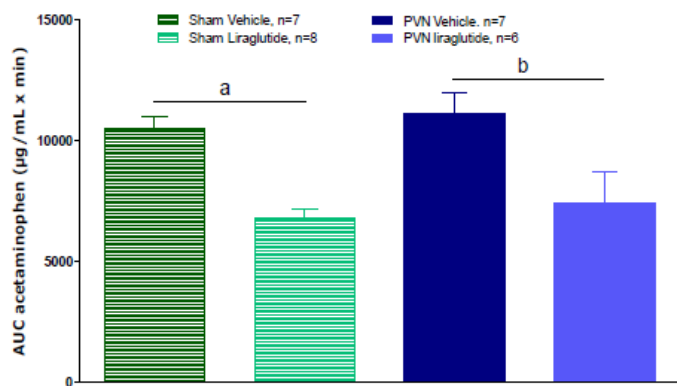 Sham Vehicle, n=7
PVN Vehicle. n=7
Sham Liraglutide, n=8
PVN liraglutide, n=6
AUC acetaminophen (µg/mL x min)
15000
10000
5000
0
a
b